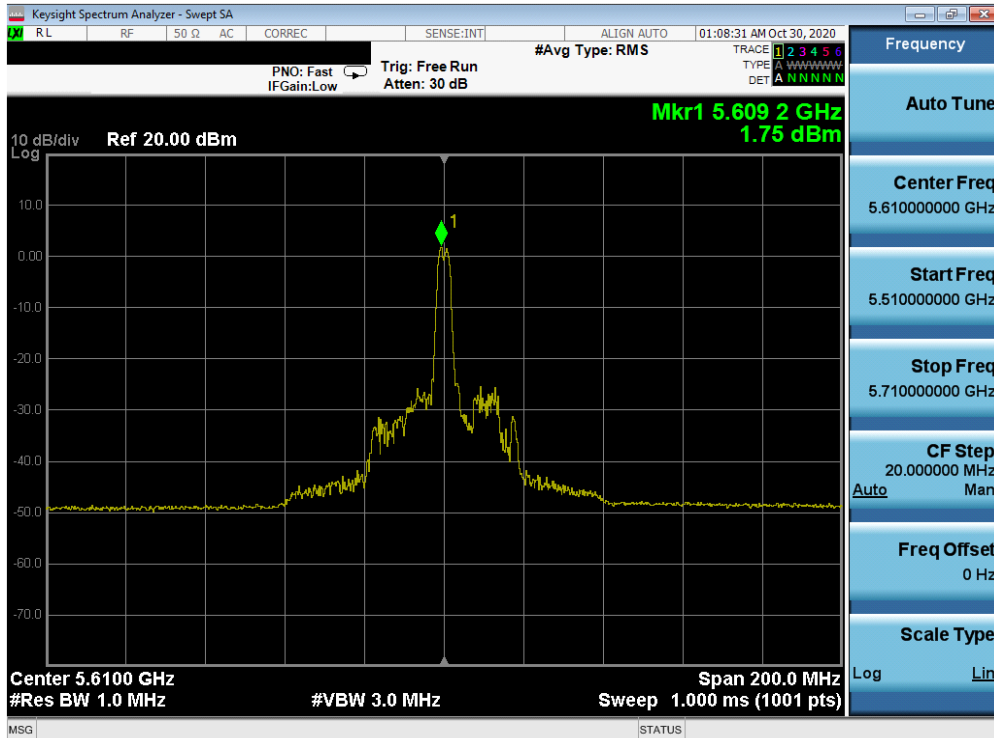 Keysight Spectrum Analyzer - Swept SA
LXI RL RF 50 Ω AC CORREC SENSE:INT ALIGN AUTO 01:08:31 AM Oct 30, 2020
PNO: Fast
IFGain:Low
Trig: Free Run
Atten: 30 dB
#Avg Type: RMS
TRACE 1 2 3 4 5 6
TYPE A WWWWW
DET A N N N N N
Mkr1 5.609 2 GHz
1.75 dBm
10 dB/div Ref 20.00 dBm
Log
1
10.0
0.00
-10.0
-20.0
-30.0
-40.0
-50.0
-60.0
-70.0
Center 5.6100 GHz Span 200.0 MHz
#Res BW 1.0 MHz #VBW 3.0 MHz Sweep 1.000 ms (1001 pts)
MSG STATUS
Frequency
Auto Tune
Center Freq
5.610000000 GHz
Start Freq
5.510000000 GHz
Stop Freq
5.710000000 GHz
CF Step
20.000000 MHz
Auto Man
Freq Offset
0 Hz
Scale Type
Log Lin